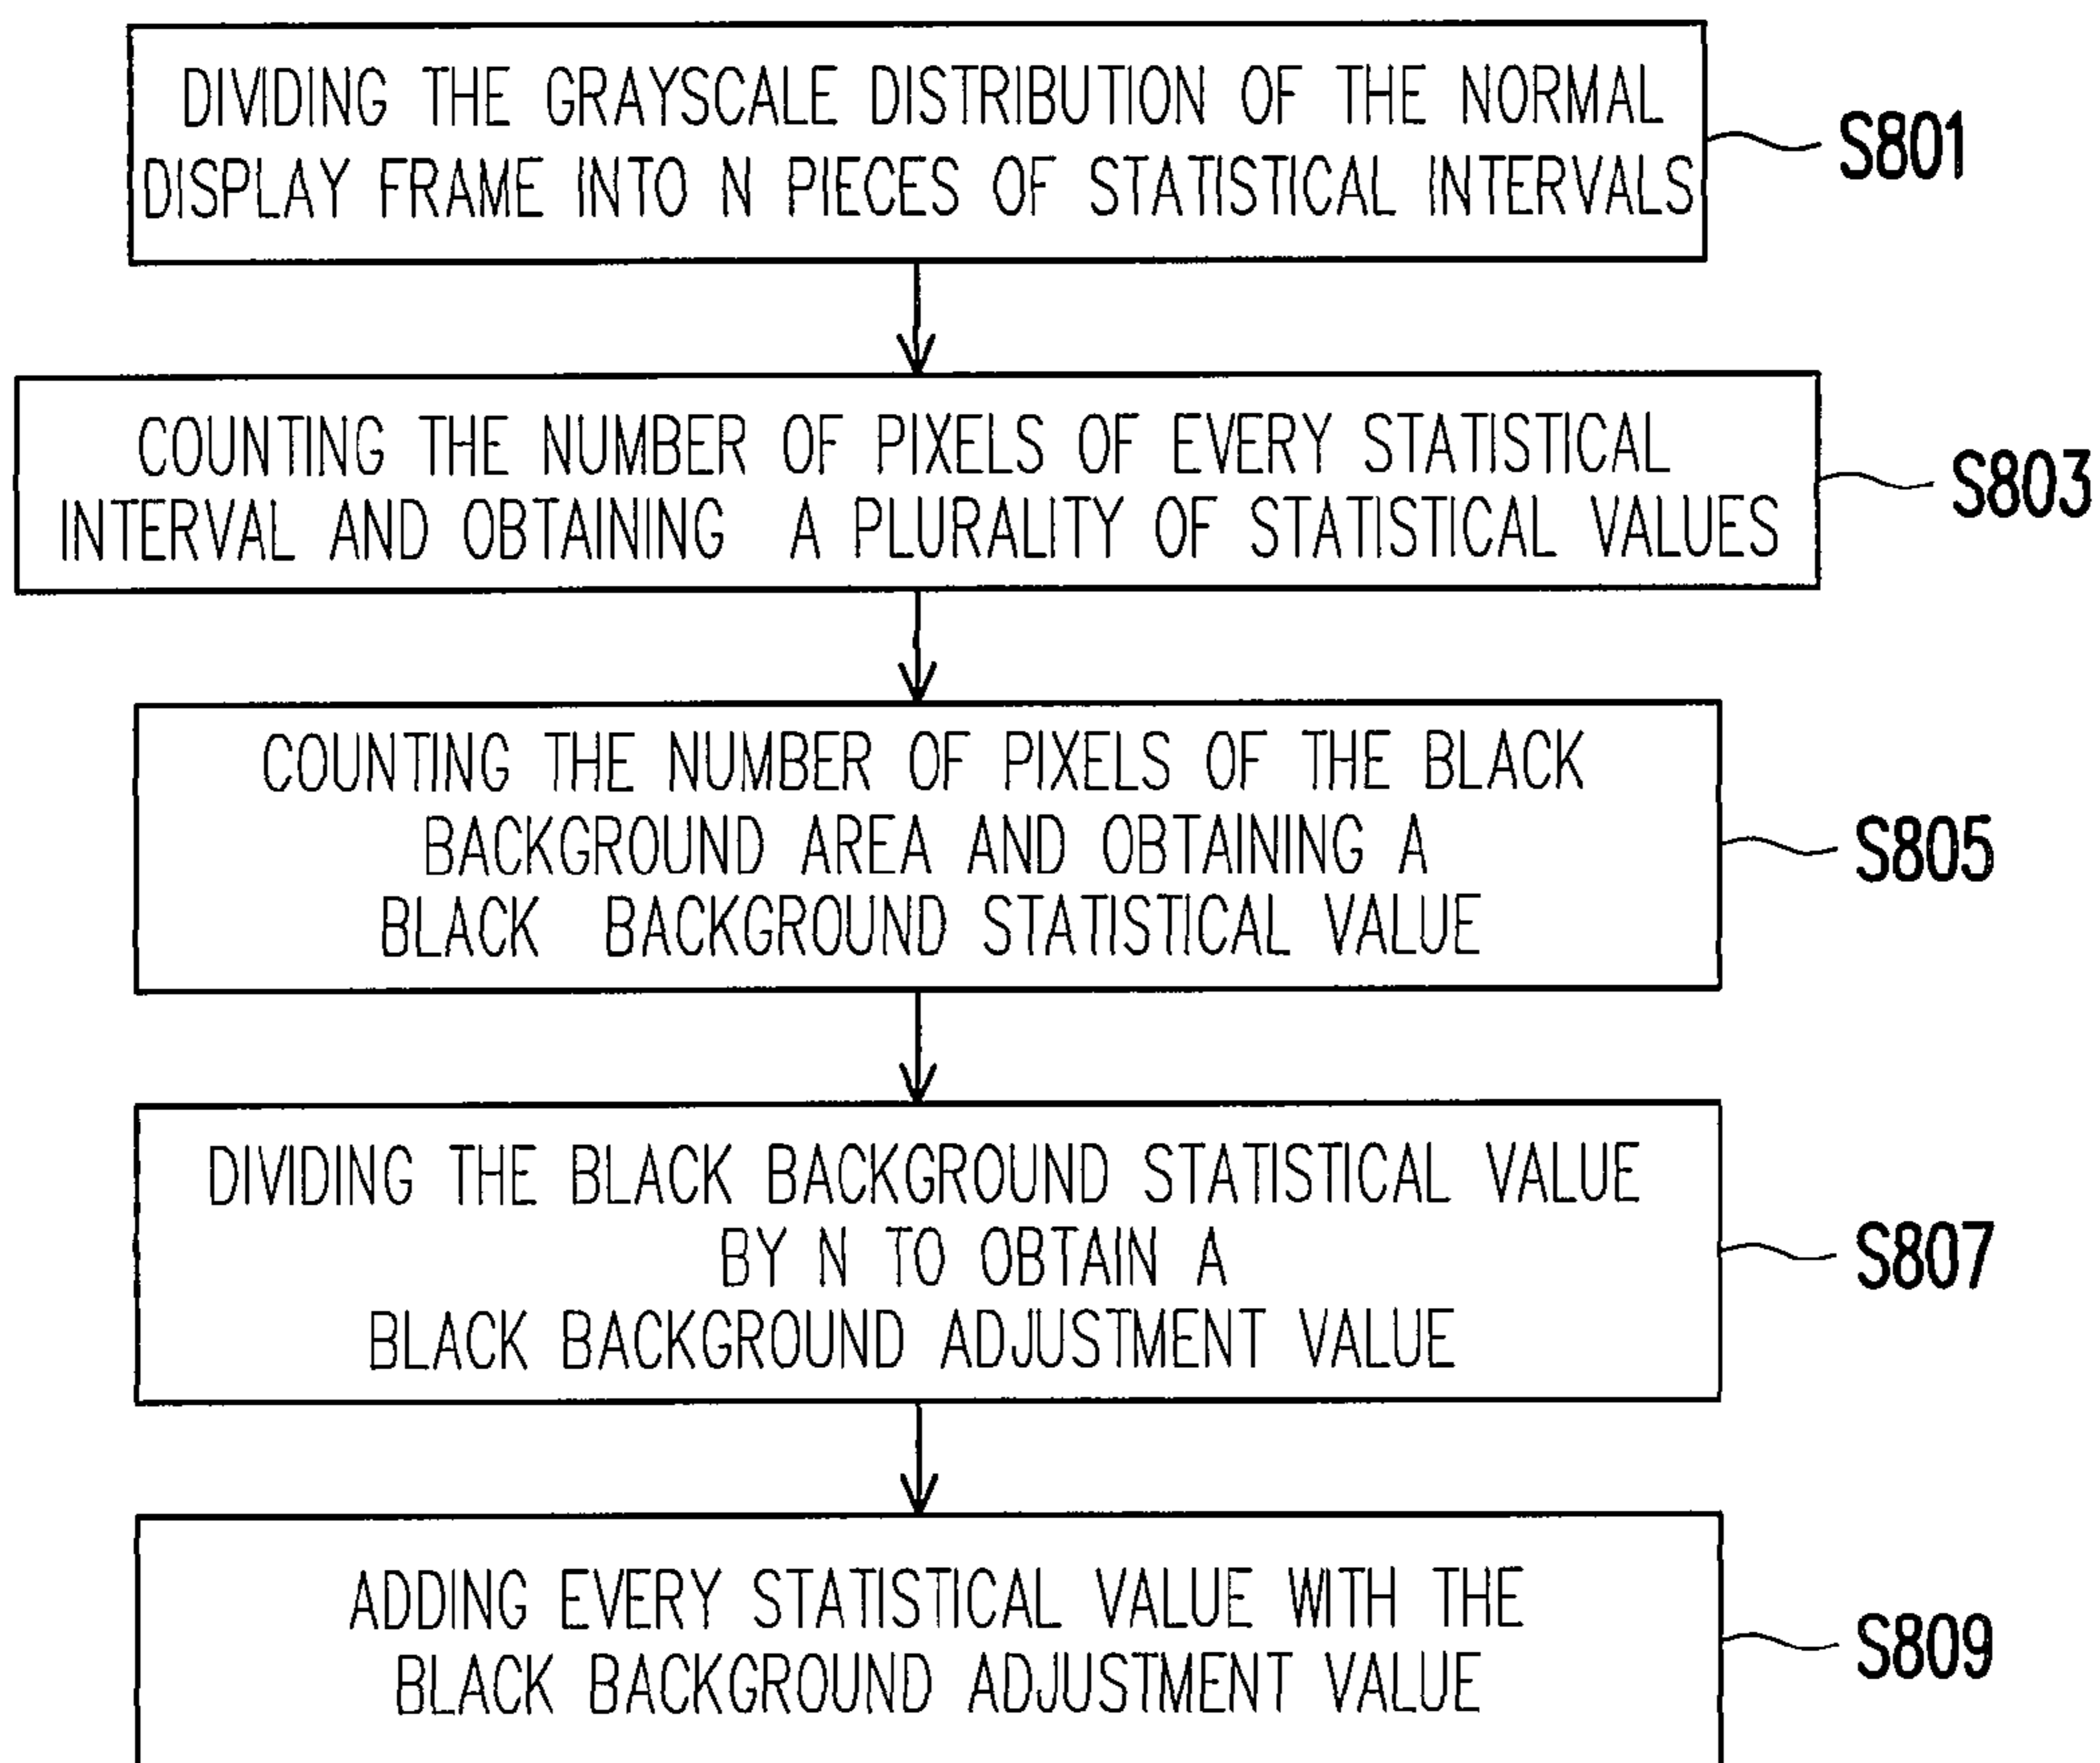 DIVIDING THE GRAYSCALE DISTRIBUTION OF THE NORMAL
DISPLAY FRAME INTO N PIECES OF STATISTICAL INTERVALS
S801
COUNTING THE NUMBER OF PIXELS OF EVERY STATISTICAL
INTERVAL AND OBTAINING A PLURALITY OF STATISTICAL VALUES
S803
COUNTING THE NUMBER OF PIXELS OF THE BLACK
BACKGROUND AREA AND OBTAINING A
BLACK BACKGROUND STATISTICAL VALUE
S805
DIVIDING THE BLACK BACKGROUND STATISTICAL VALUE
BY N TO OBTAIN A
BLACK BACKGROUND ADJUSTMENT VALUE
S807
ADDING EVERY STATISTICAL VALUE WITH THE
BLACK BACKGROUND ADJUSTMENT VALUE
S809